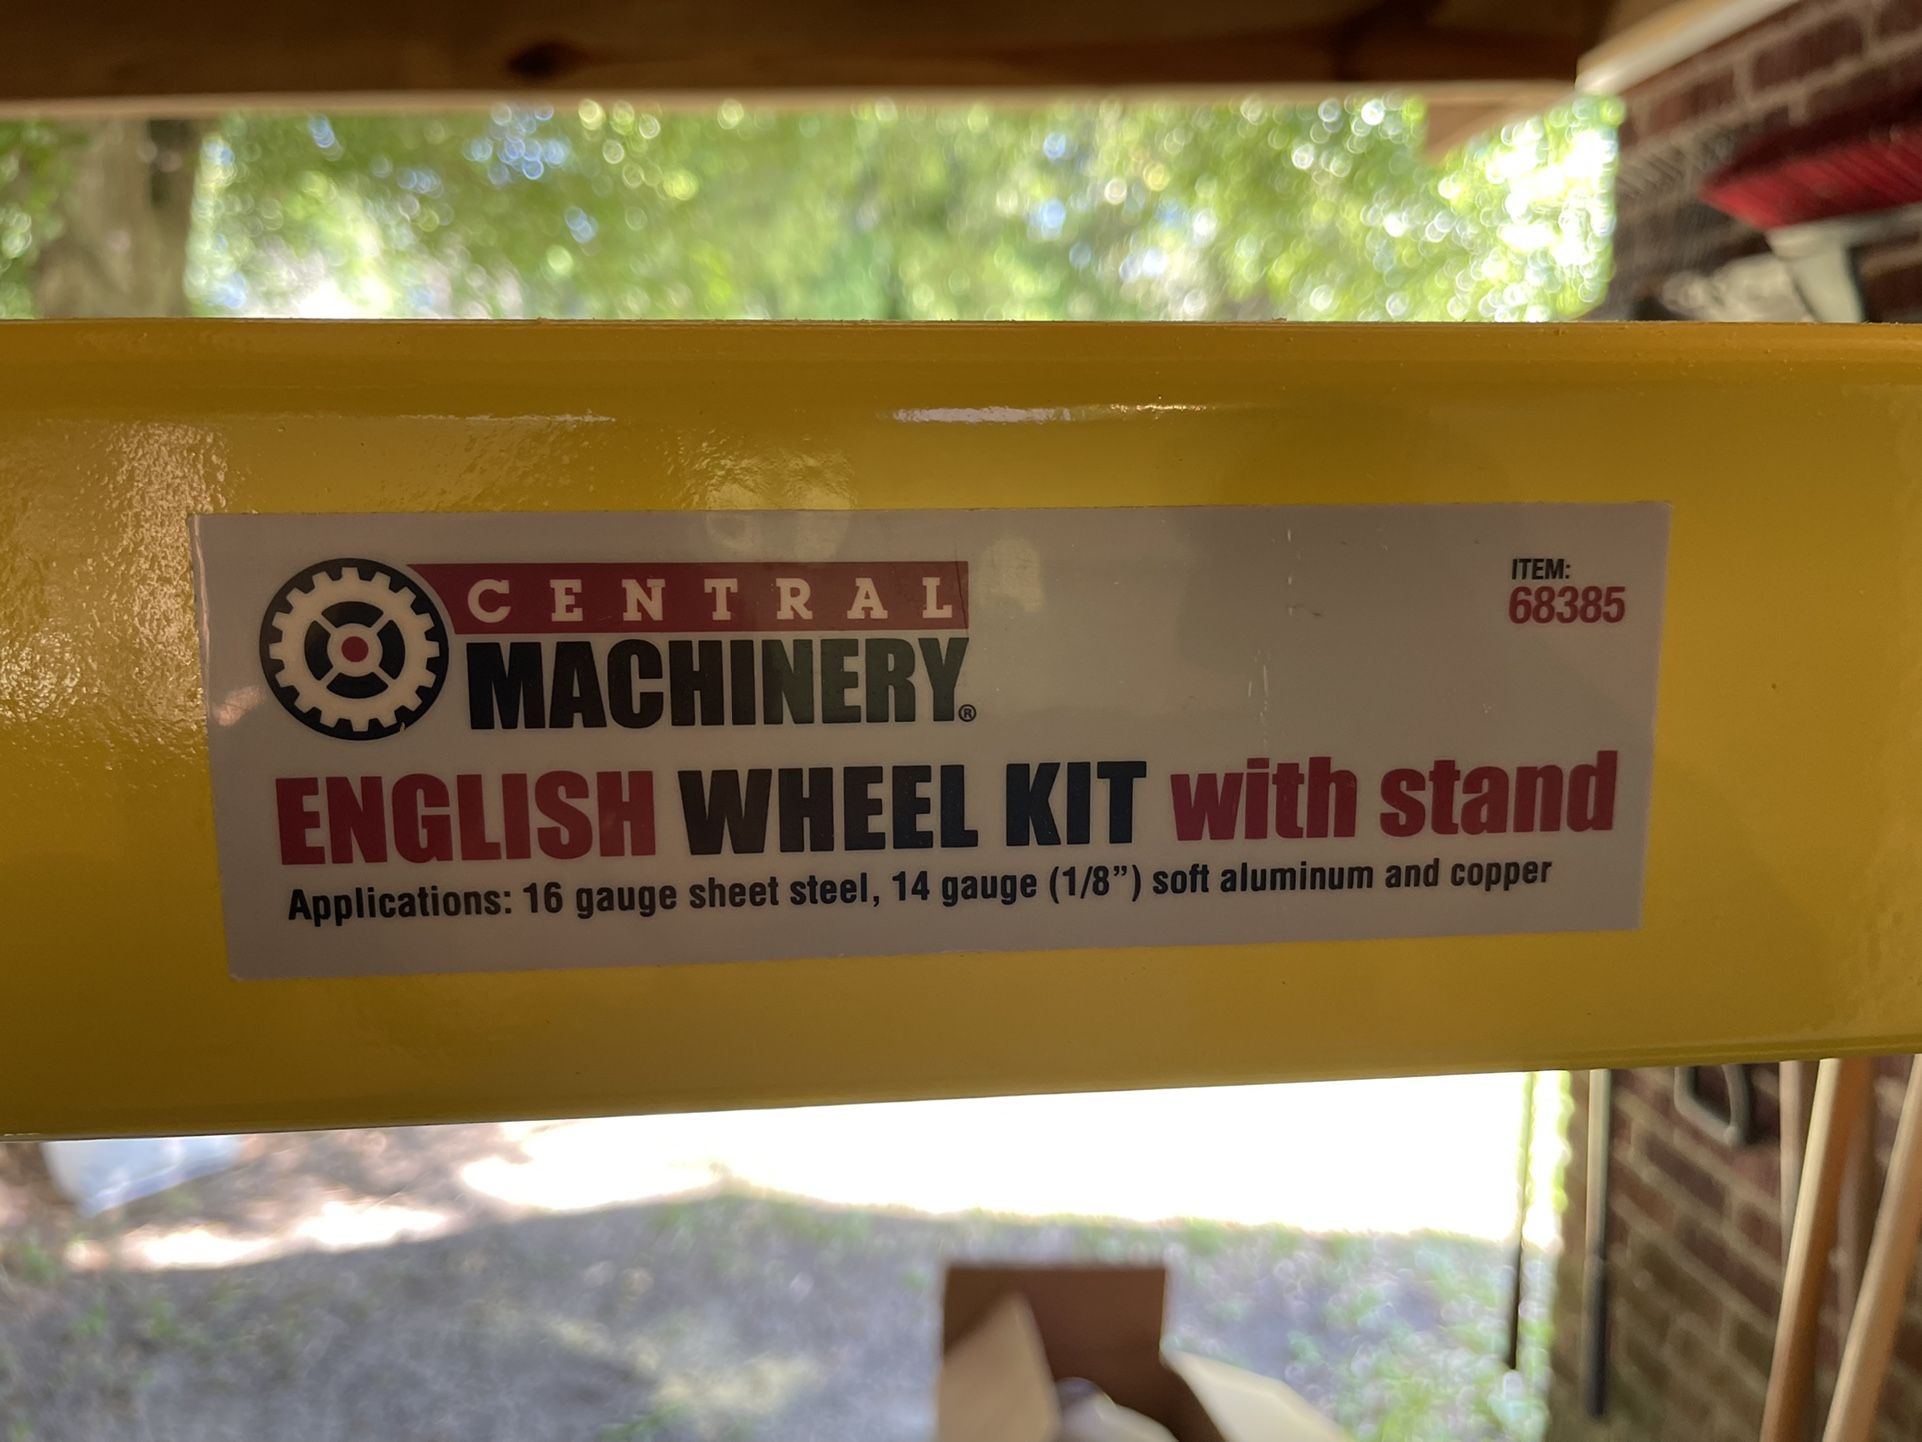 CENTRAL
MACHINERY®
ITEM:
68385
ENGLISH WHEEL KIT with stand
Applications: 16 gauge sheet steel, 14 gauge (1/8”) soft aluminum and copper